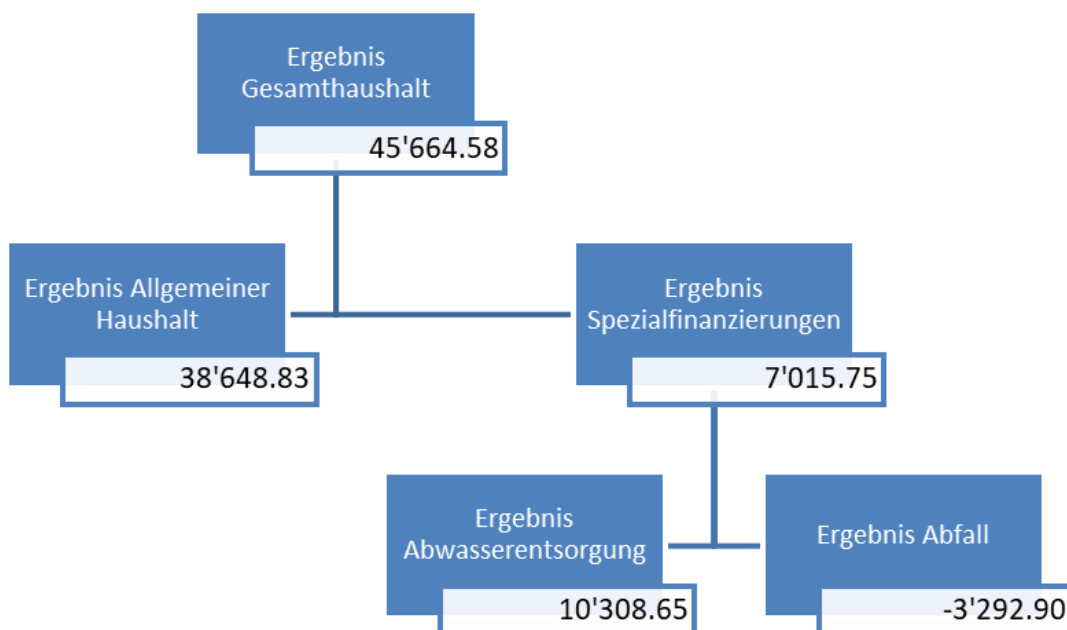 Ergebnis
Gesamthaushalt
45'664.58
Ergebnis Allgemeiner
Haushalt
38'648.83
Ergebnis
Spezialfinanzierungen
7'015.75
Ergebnis
Abwasserentsorgung
10'308.65
Ergebnis Abfall
-3'292.90